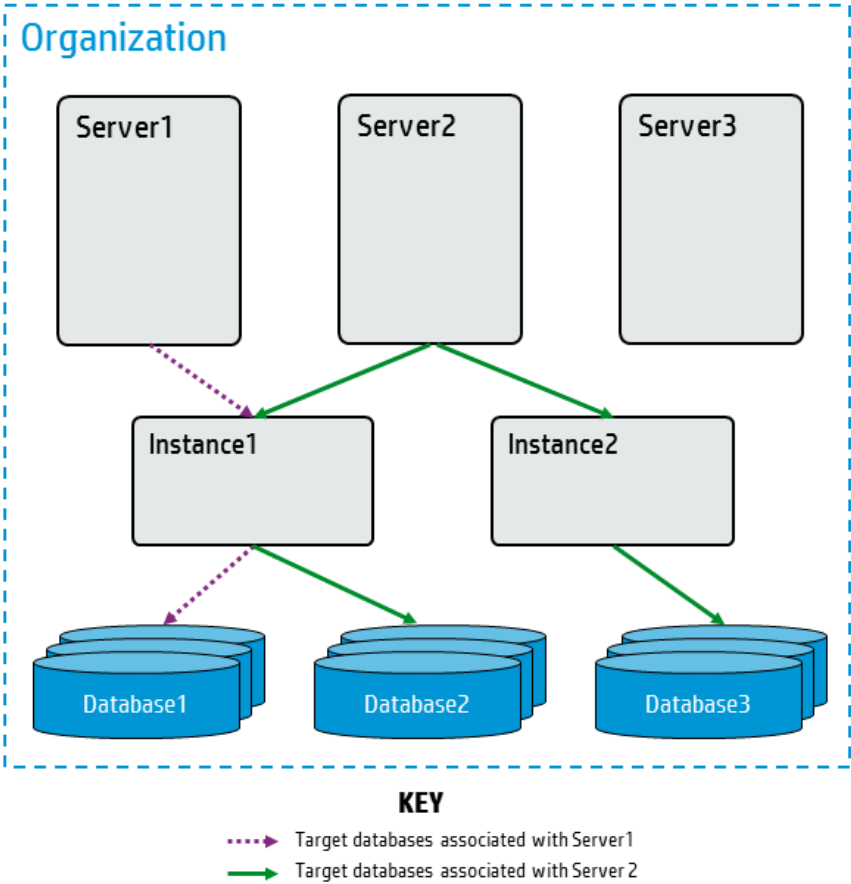 Organization
Server1
Server2
Server3
Instance1
Instance2
Database1
Database2
Database3
KEY
Target databases associated with Server1
Target databases associated with Server 2